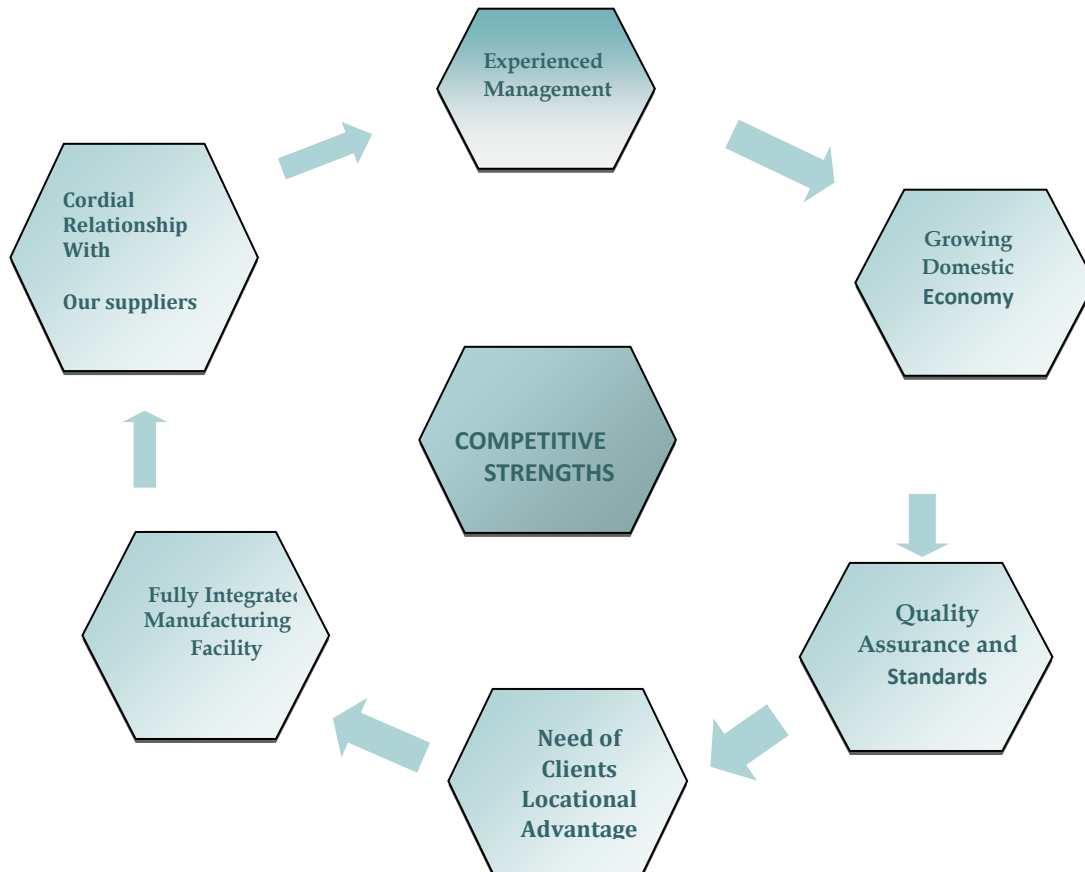 Experienced
Management
Growing
Domestic
Economy
Quality
Assurance and
Standards
Need of
Clients
Locational
Advantage
Fully Integrated
Manufacturing
Facility
Cordial
Relationship
With
Our suppliers
COMPETITIVE
STRENGTHS